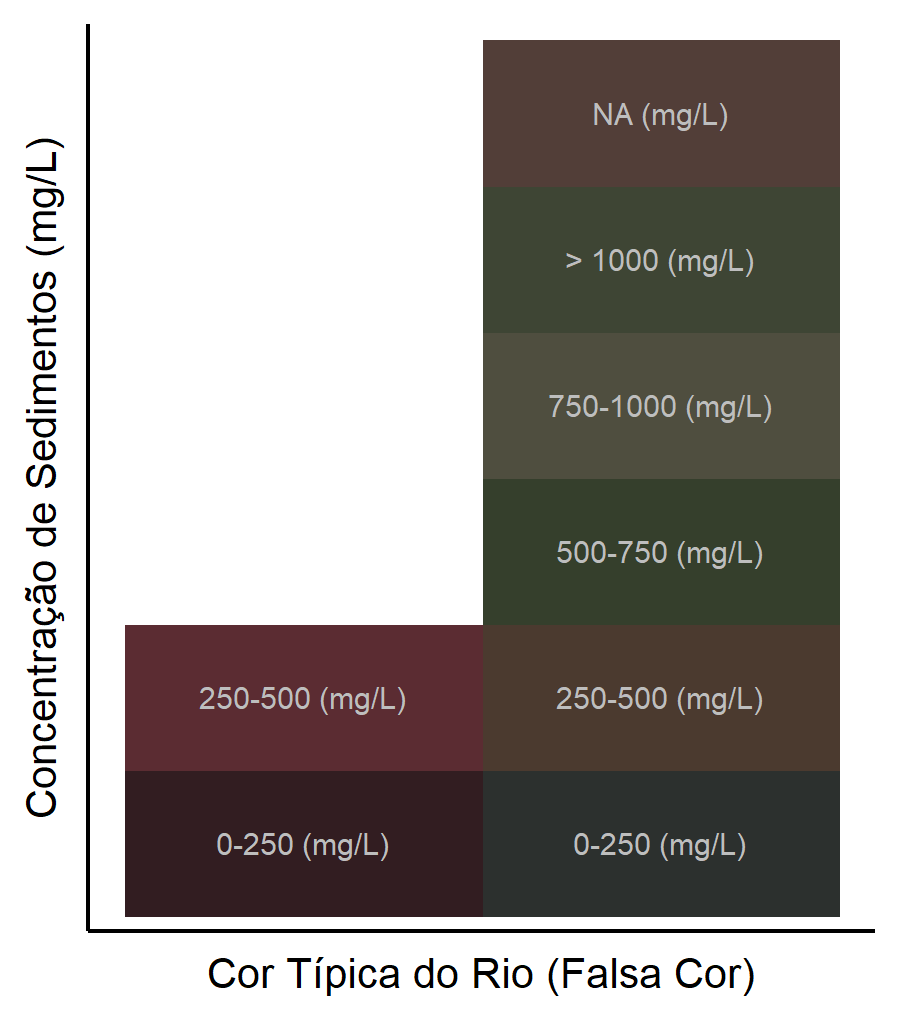 NA (mg/L)
> 1000 (mg/L)
750-1000 (mg/L)
500-750 (mg/L)
250-500 (mg/L)
250-500 (mg/L)
0-250 (mg/L)
0-250 (mg/L)
Concentração de Sedimentos (mg/L)
Cor Típica do Rio (Falsa Cor)